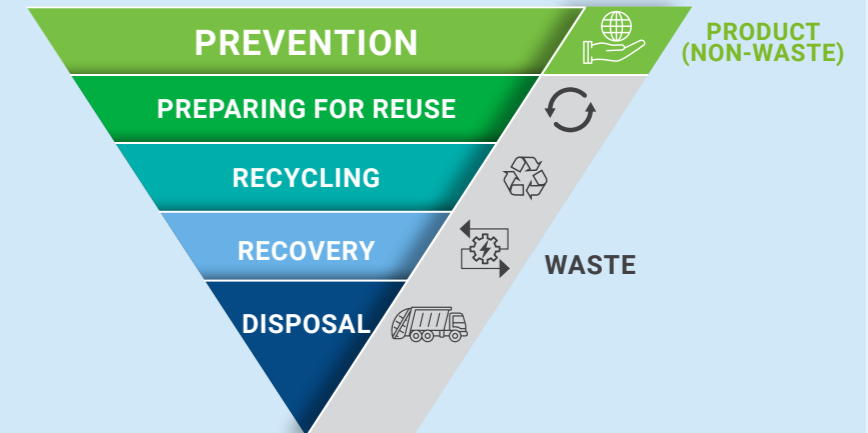 PREVENTION
PRODUCT
(NON-WASTE)
PREPARING FOR REUSE
RECYCLING
RECOVERY
WASTE
DISPOSAL